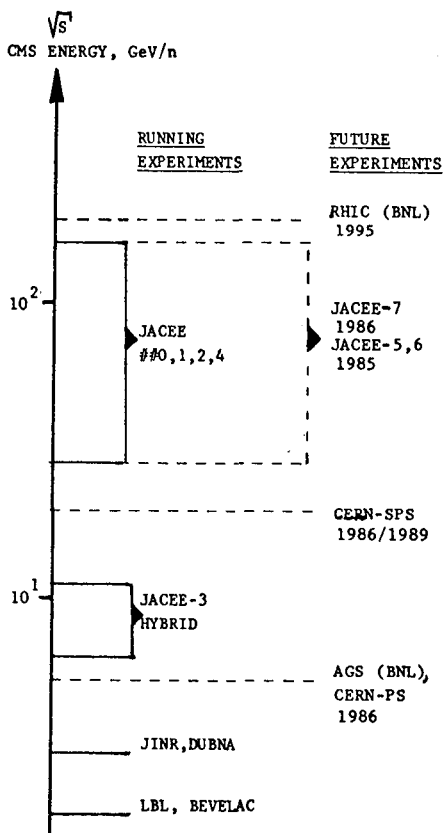 √s
CMS ENERGY, GeV/n
RUNNING
EXPERIMENTS
FUTURE
EXPERIMENTS
RHIC (BNL)
1995
10²
JACEE
##0,1,2,4
JACEE-7
1986
JACEE-5,6
1985
CERN-SPS
1986/1989
10¹
JACEE-3
HYBRID
AGS (BNL),
CERN-PS
1986
JINR,DUBNA
LBL, BEVELAC